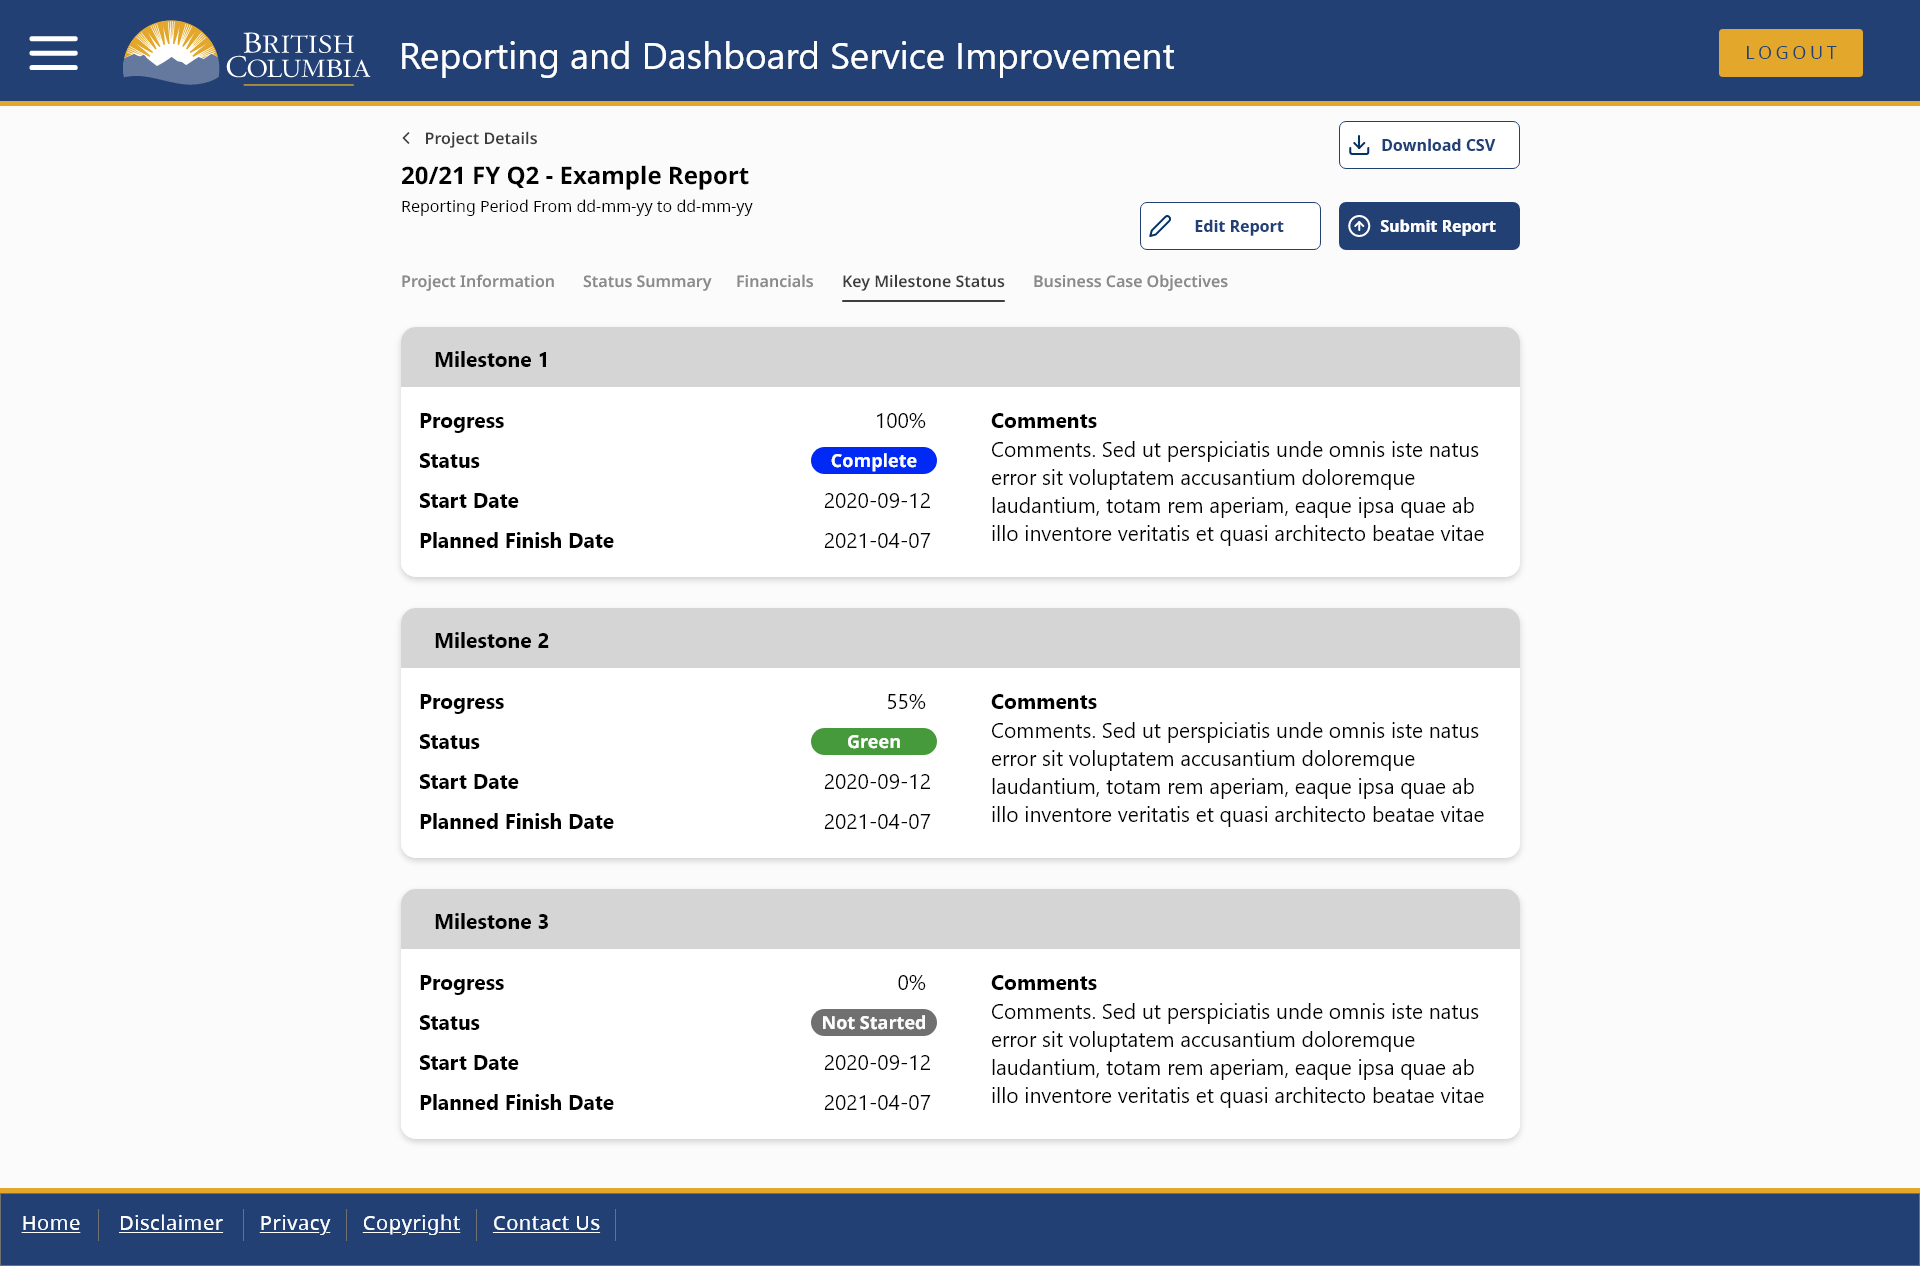 BRITISH
COLUMBIA
Reporting and Dashboard Service Improvement
LOGOUT
Project Details
Download CSV
20/21 FY Q2 - Example Report
Reporting Period From dd-mm-yy to dd-mm-yy
Edit Report
Submit Report
Project Information
Status Summary
Financials
Key Milestone Status
Business Case Objectives
Milestone 1
Progress 100%
Status Complete
Start Date 2020-09-12
Planned Finish Date 2021-04-07
Comments
Comments. Sed ut perspiciatis unde omnis iste natus
error sit voluptatem accusantium doloremque
laudantium, totam rem aperiam, eaque ipsa quae ab
illo inventore veritatis et quasi architecto beatae vitae
Milestone 2
Progress 55%
Status Green
Start Date 2020-09-12
Planned Finish Date 2021-04-07
Comments
Comments. Sed ut perspiciatis unde omnis iste natus
error sit voluptatem accusantium doloremque
laudantium, totam rem aperiam, eaque ipsa quae ab
illo inventore veritatis et quasi architecto beatae vitae
Milestone 3
Progress 0%
Status Not Started
Start Date 2020-09-12
Planned Finish Date 2021-04-07
Comments
Comments. Sed ut perspiciatis unde omnis iste natus
error sit voluptatem accusantium doloremque
laudantium, totam rem aperiam, eaque ipsa quae ab
illo inventore veritatis et quasi architecto beatae vitae
Home
Disclaimer
Privacy
Copyright
Contact Us